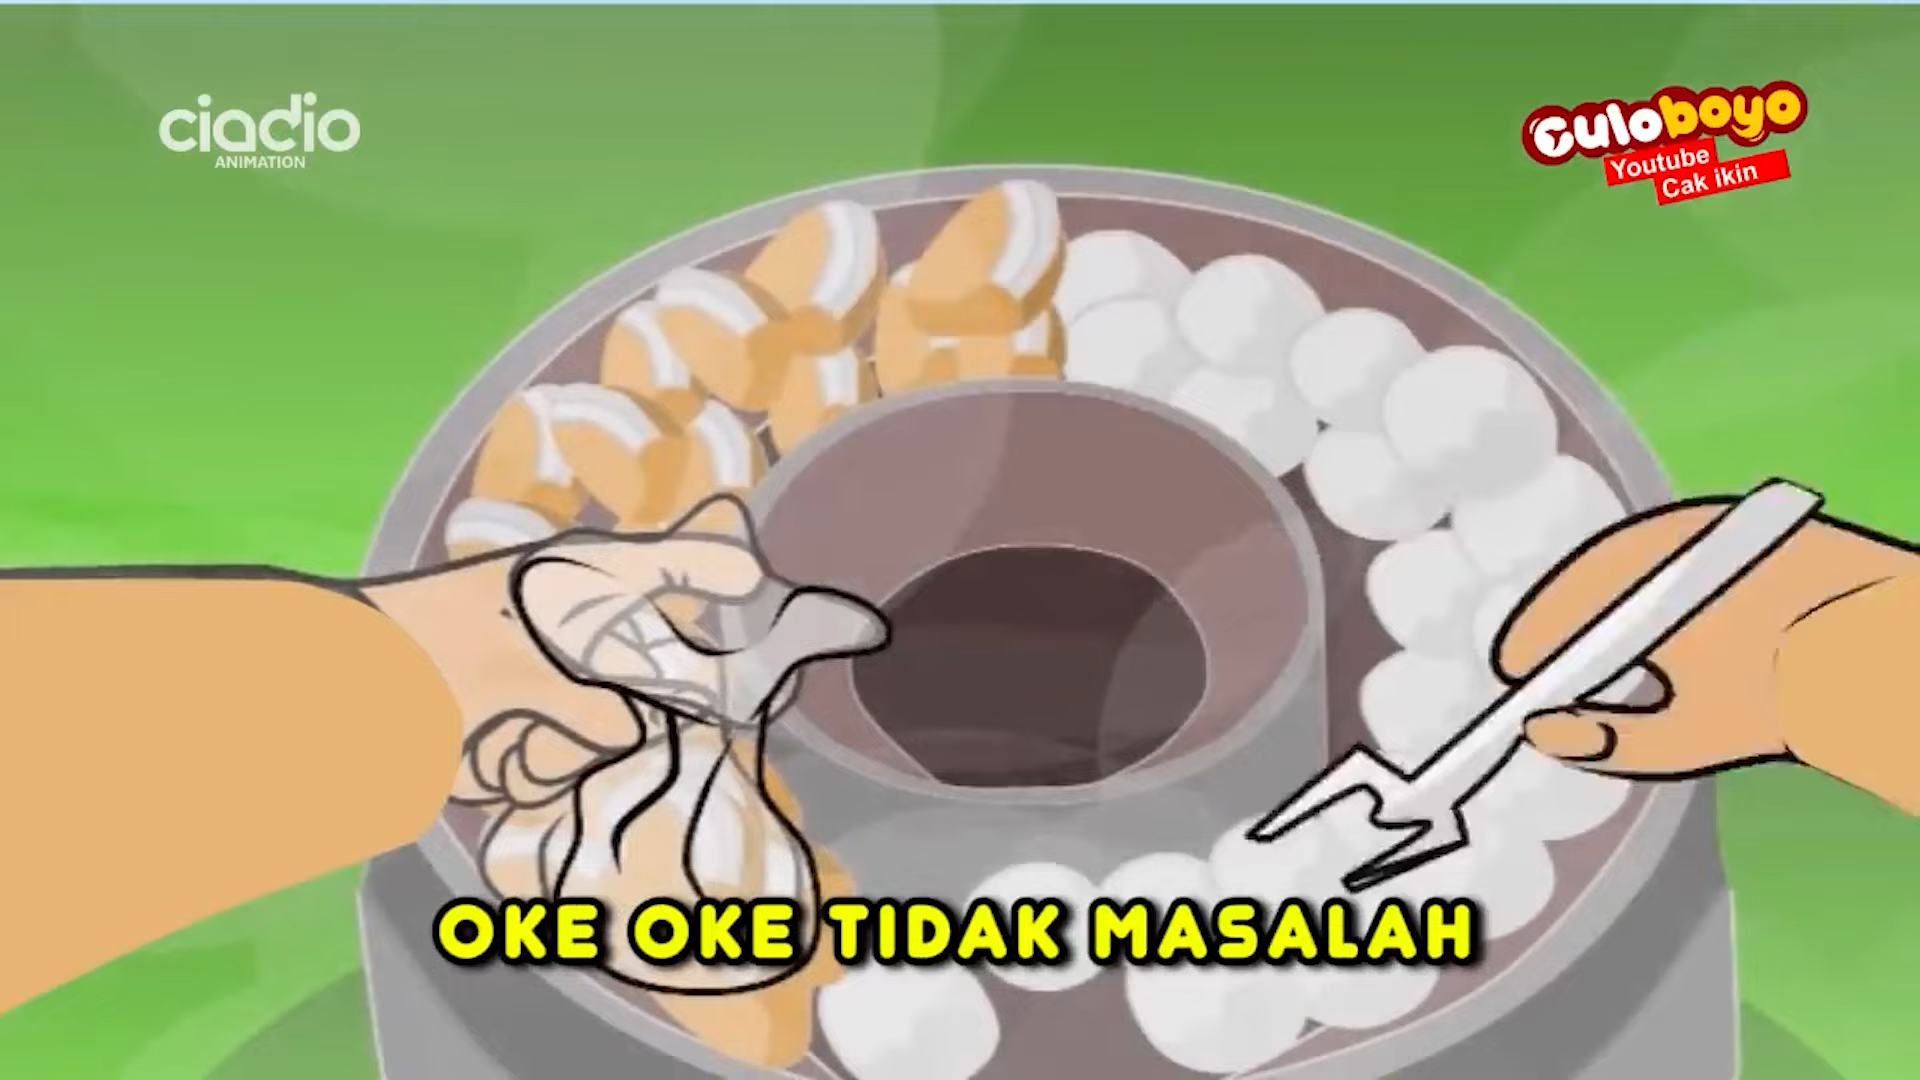 ciadio
ANIMATION
culoboyo
Youtube
Cak ikin
OKE OKE TIDAK MASALAH